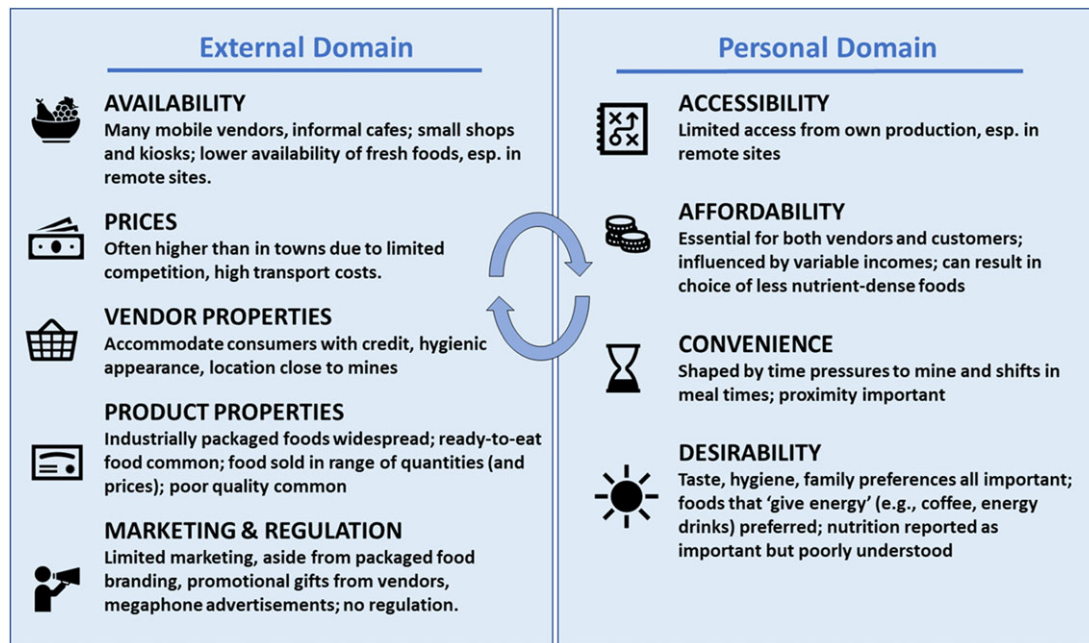 External Domain
AVAILABILITY
Many mobile vendors, informal cafes; small shops
and kiosks; lower availability of fresh foods, esp. in
remote sites.
PRICES
Often higher than in towns due to limited
competition, high transport costs.
VENDOR PROPERTIES
Accommodate consumers with credit, hygienic
appearance, location close to mines
PRODUCT PROPERTIES
Industrially packaged foods widespread; ready-to-eat
food common; food sold in range of quantities (and
prices); poor quality common
MARKETING & REGULATION
Limited marketing, aside from packaged food
branding, promotional gifts from vendors,
megaphone advertisements; no regulation.
Personal Domain
ACCESSIBILITY
Limited access from own production, esp. in
remote sites
AFFORDABILITY
Essential for both vendors and customers;
influenced by variable incomes; can result in
choice of less nutrient-dense foods
CONVENIENCE
Shaped by time pressures to mine and shifts in
meal times; proximity important
DESIRABILITY
Taste, hygiene, family preferences all important;
foods that ‘give energy’ (e.g., coffee, energy
drinks) preferred; nutrition reported as
important but poorly understood